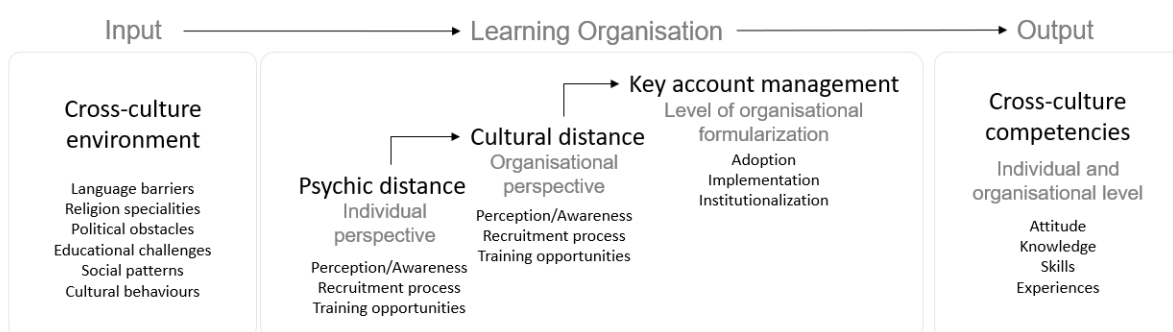 Input
Learning Organisation
Output
Cross-culture
environment
Language barriers
Religion specialities
Political obstacles
Educational challenges
Social patterns
Cultural behaviours
Psychic distance
Individual
perspective
Perception/Awareness
Recruitment process
Training opportunities
Cultural distance
Organisational
perspective
Perception/Awareness
Recruitment process
Training opportunities
Key account management
Level of organisational
formularization
Adoption
Implementation
Institutionalization
Cross-culture
competencies
Individual and
organisational level
Attitude
Knowledge
Skills
Experiences